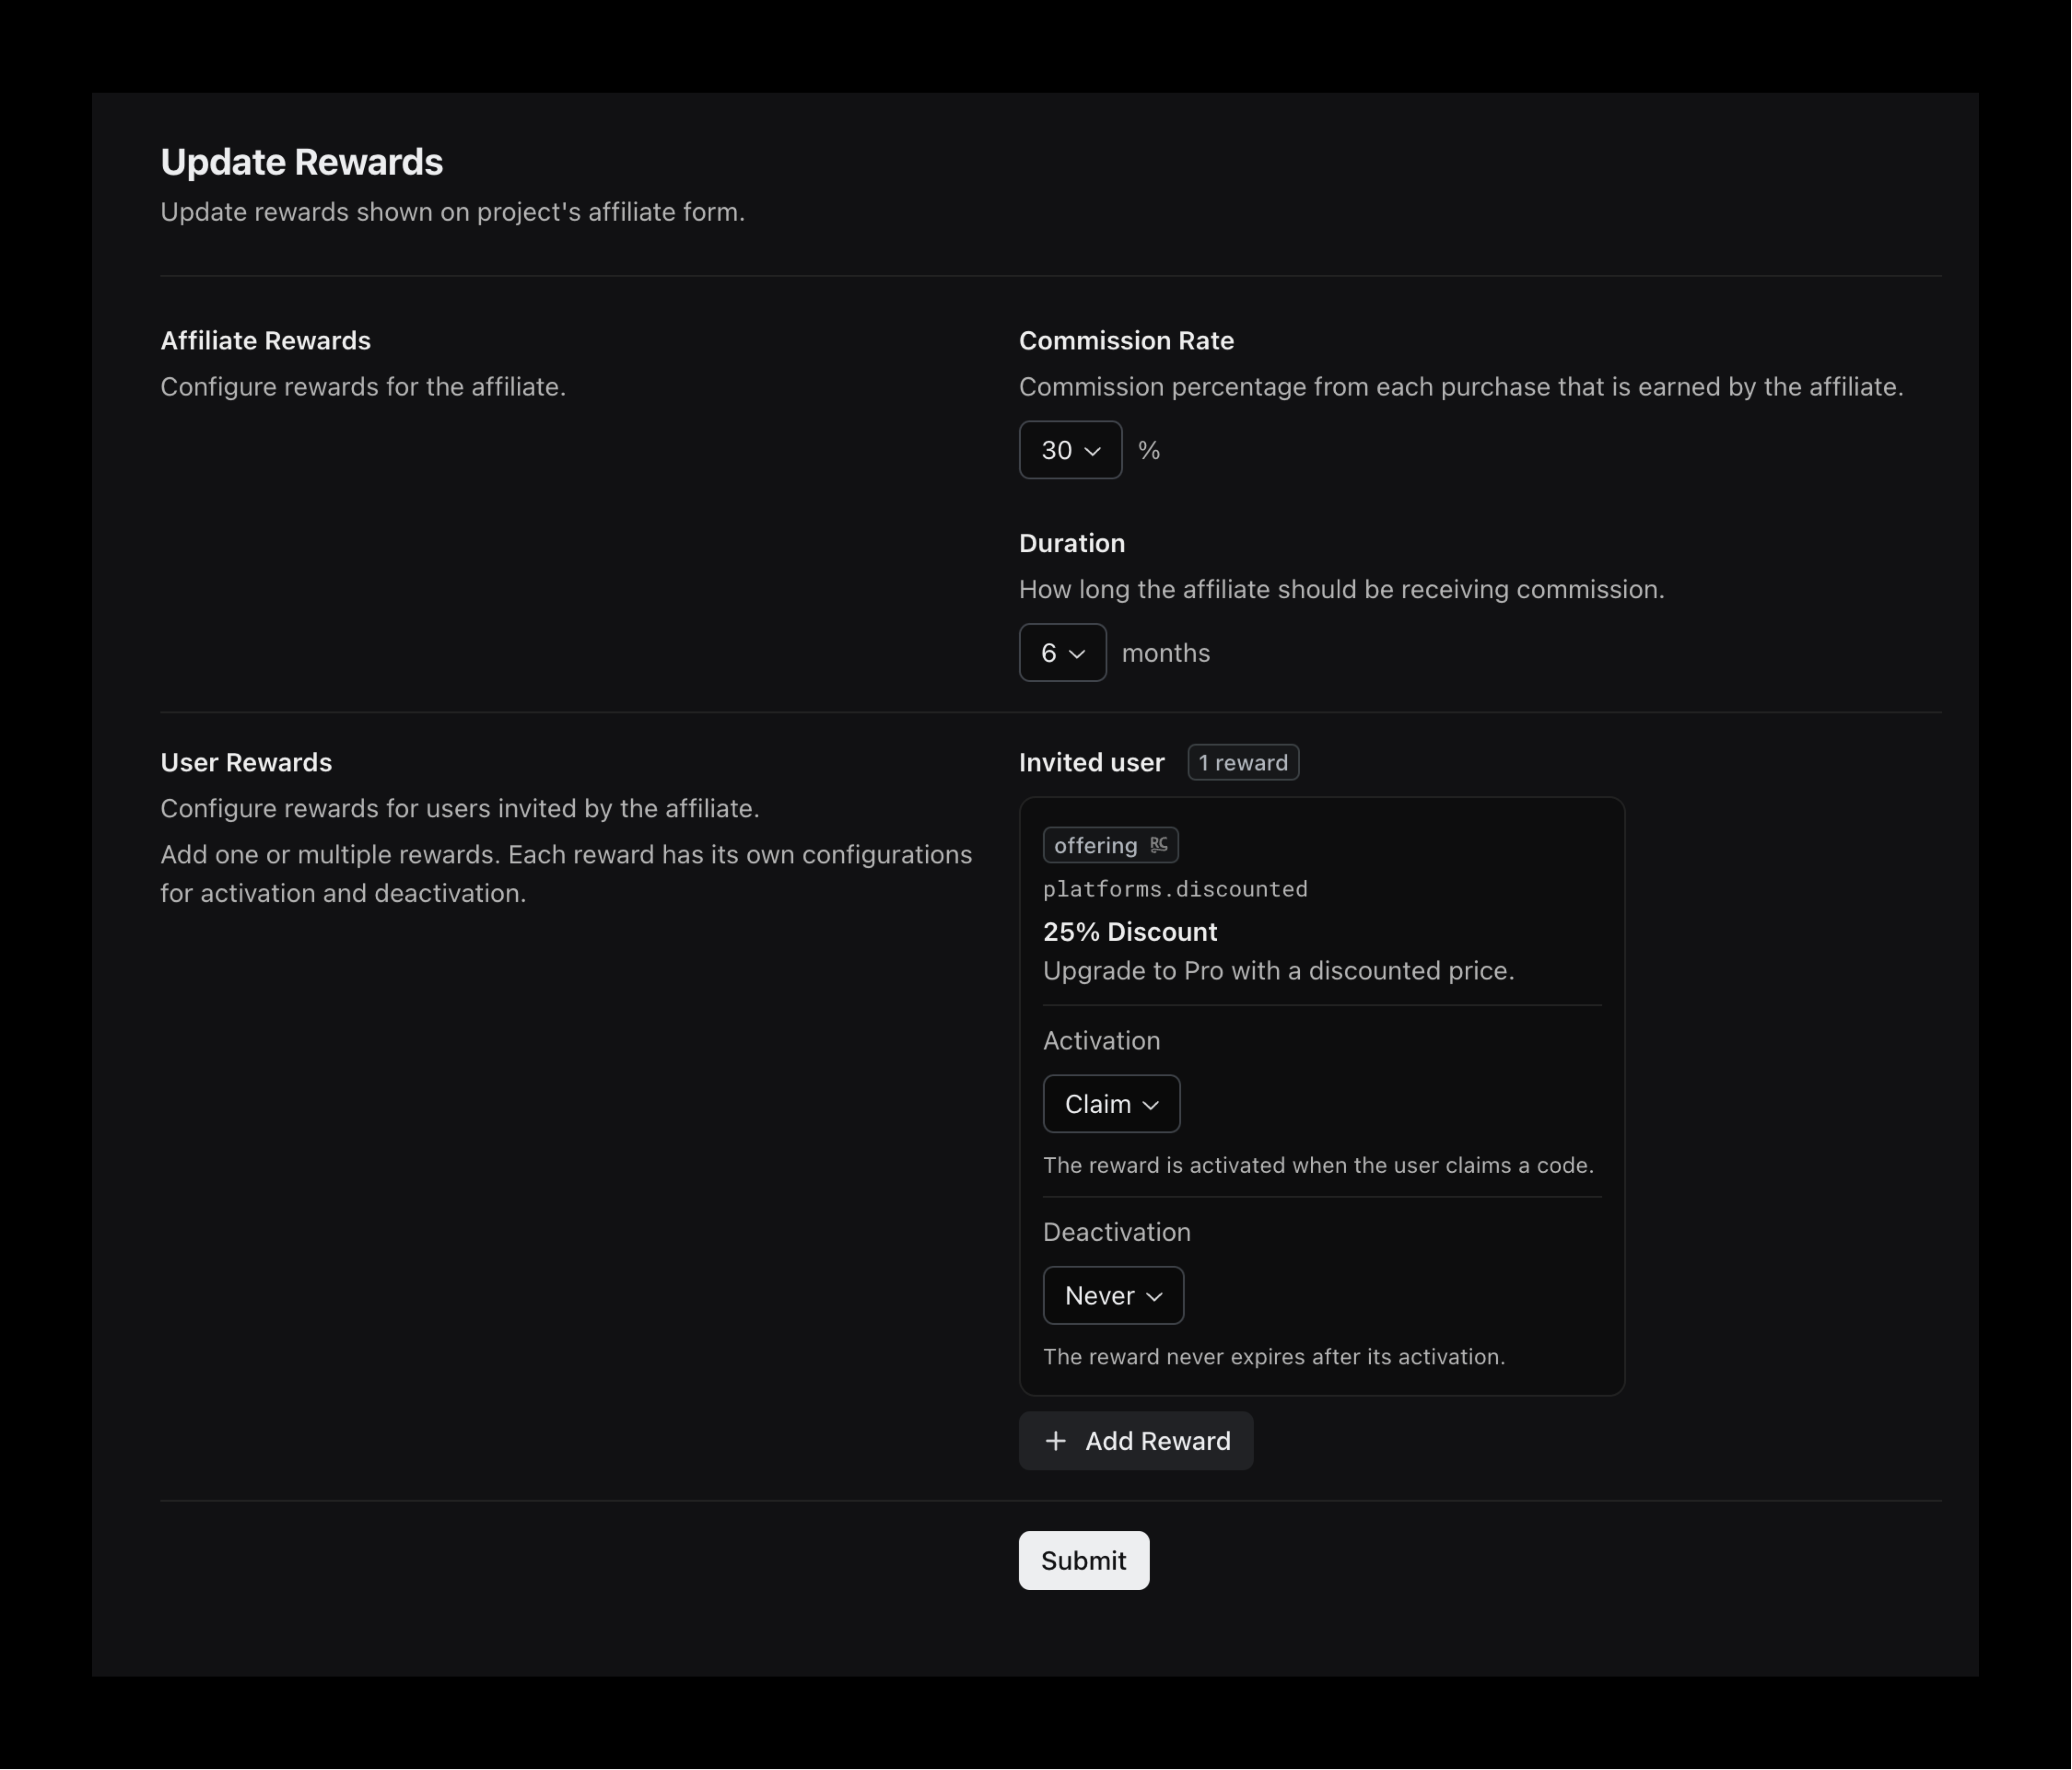 Update Rewards
Update rewards shown on project's affiliate form.
Affiliate Rewards
Configure rewards for the affiliate.
Commission Rate
Commission percentage from each purchase that is earned by the affiliate.
30 %
Duration
How long the affiliate should be receiving commission.
6 months
User Rewards
Configure rewards for users invited by the affiliate.
Add one or multiple rewards. Each reward has its own configurations
for activation and deactivation.
Invited user 1 reward
offering RC
platforms.discounted
25% Discount
Upgrade to Pro with a discounted price.
Activation
Claim
The reward is activated when the user claims a code.
Deactivation
Never
The reward never expires after its activation.
+ Add Reward
Submit